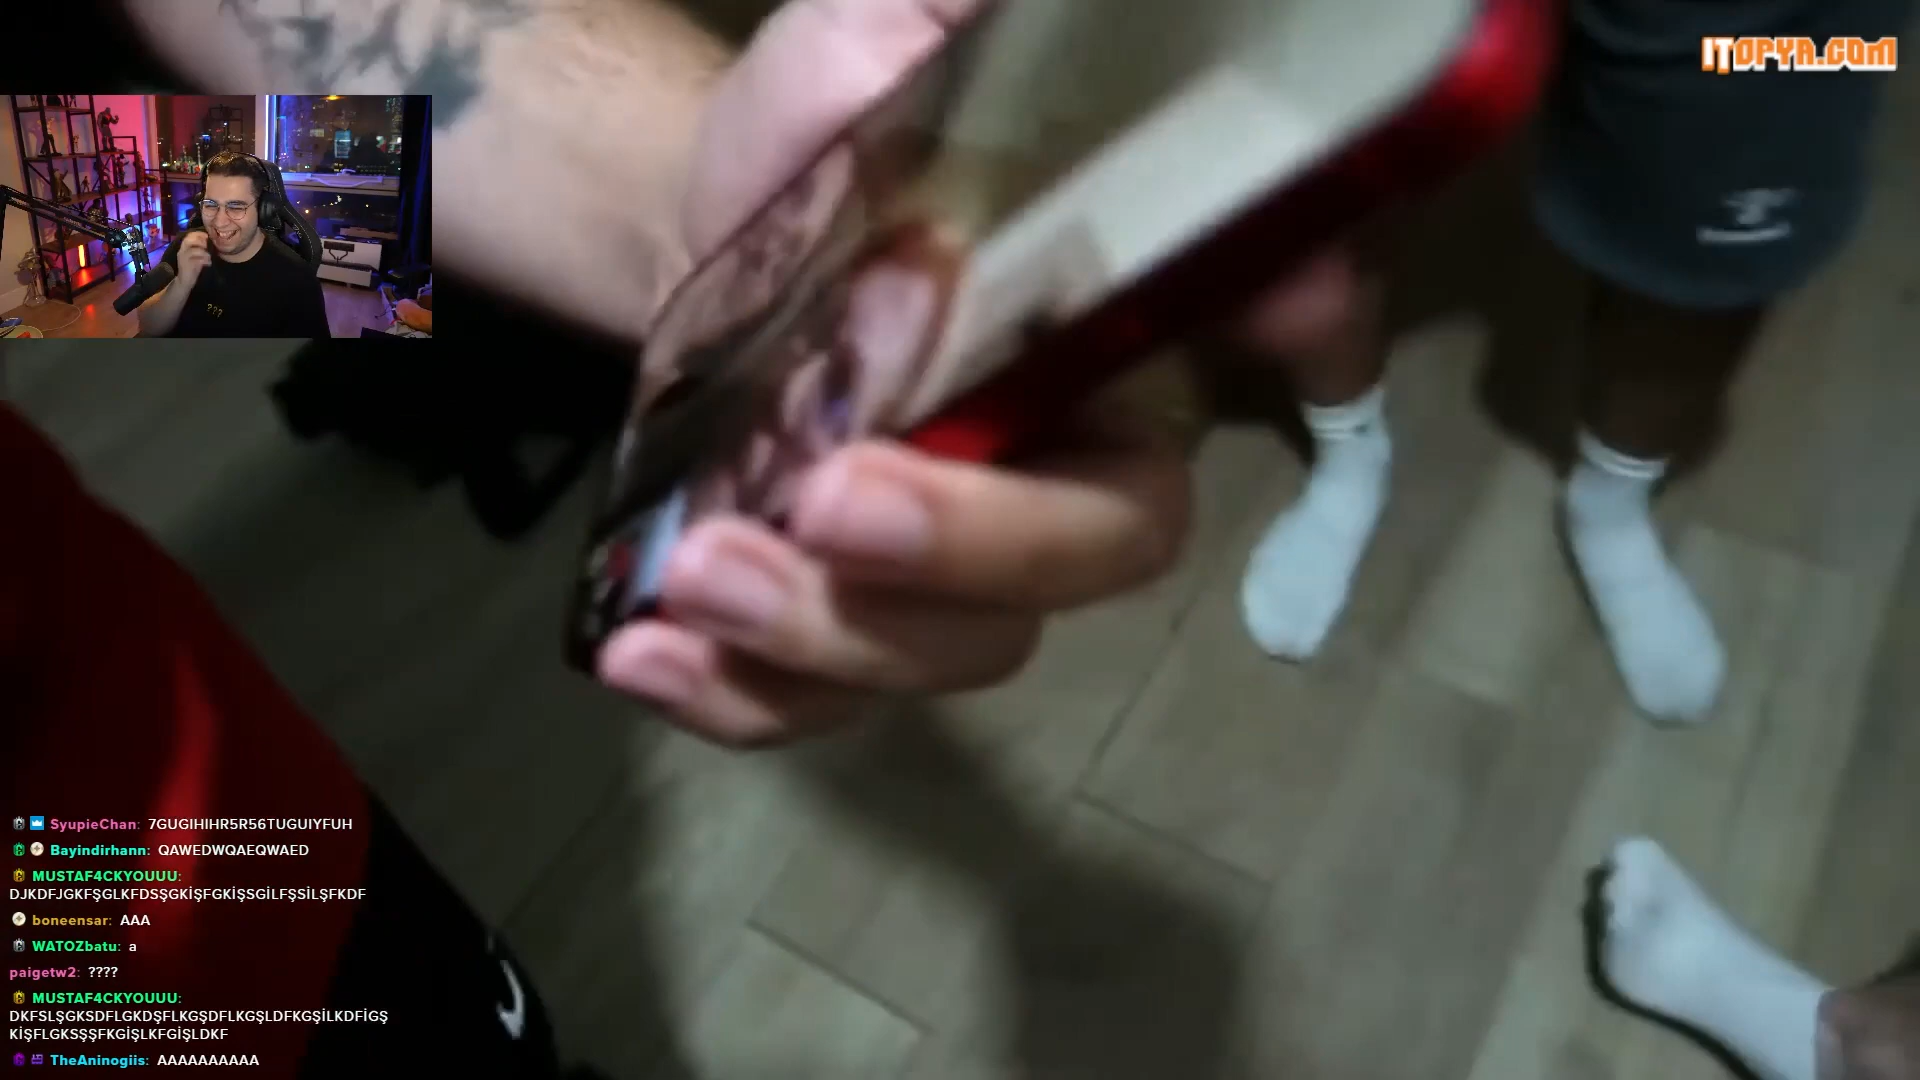 ITOPYA.COM
???
SyupieChan: 7GUGIHIHR5R56TUGUIYFUH
Bayindirhann: QAWEDWQAEQWAED
MUSTAF4CKYOUUU:
DJKDFJGKFŞGLKFDSŞGKİŞFGKİŞSGİLFŞSİLŞFKDF
boneensar: AAA
WATOZbatu: a
paigetw2: ????
MUSTAF4CKYOUUU:
DKFSLŞGKSDFLGKDŞFLKGŞDFLKGŞLDFKGŞİLKDFİGŞ
KİŞFLGKSŞŞFKGİŞLKFGİŞLDKF
TheAninogiis: AAAAAAAAAA